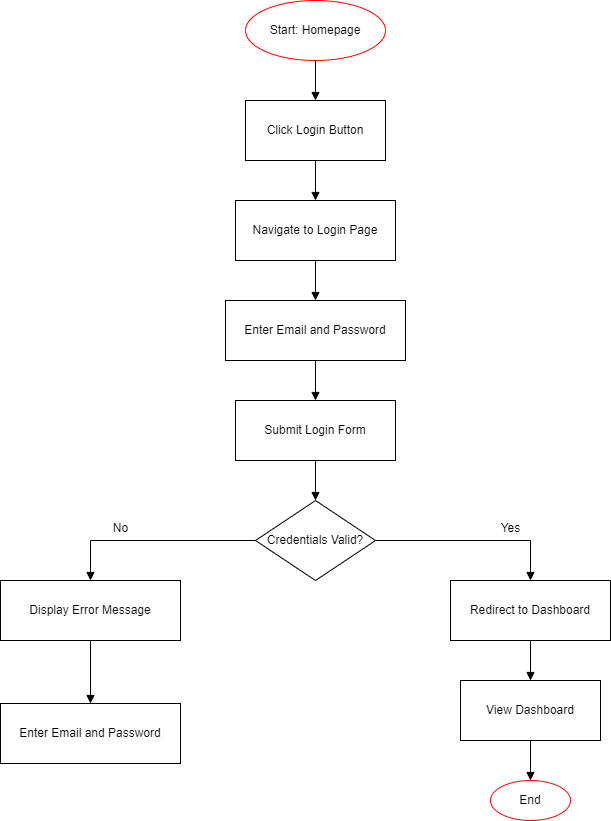 Start: Homepage
Click Login Button
Navigate to Login Page
Enter Email and Password
Submit Login Form
Credentials Valid?
No
Yes
Display Error Message
Redirect to Dashboard
Enter Email and Password
View Dashboard
End